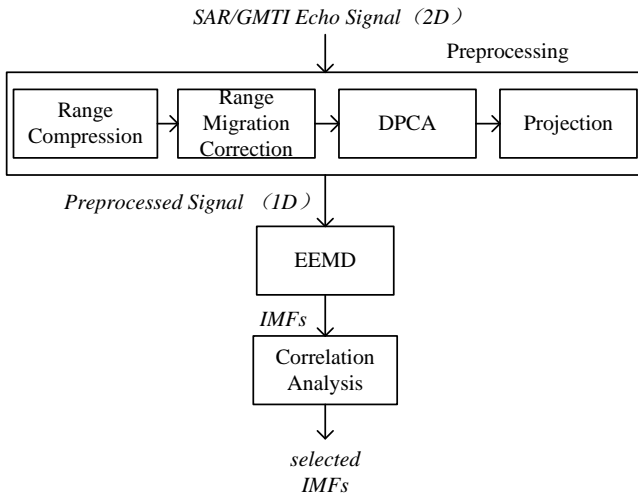 SAR/GMTI Echo Signal (2D）
Preprocessing
Range
Compression
Range
Migration
Correction
DPCA
Projection
Preprocessed Signal （1D）
EEMD
IMFs
Correlation
Analysis
selected
IMFs